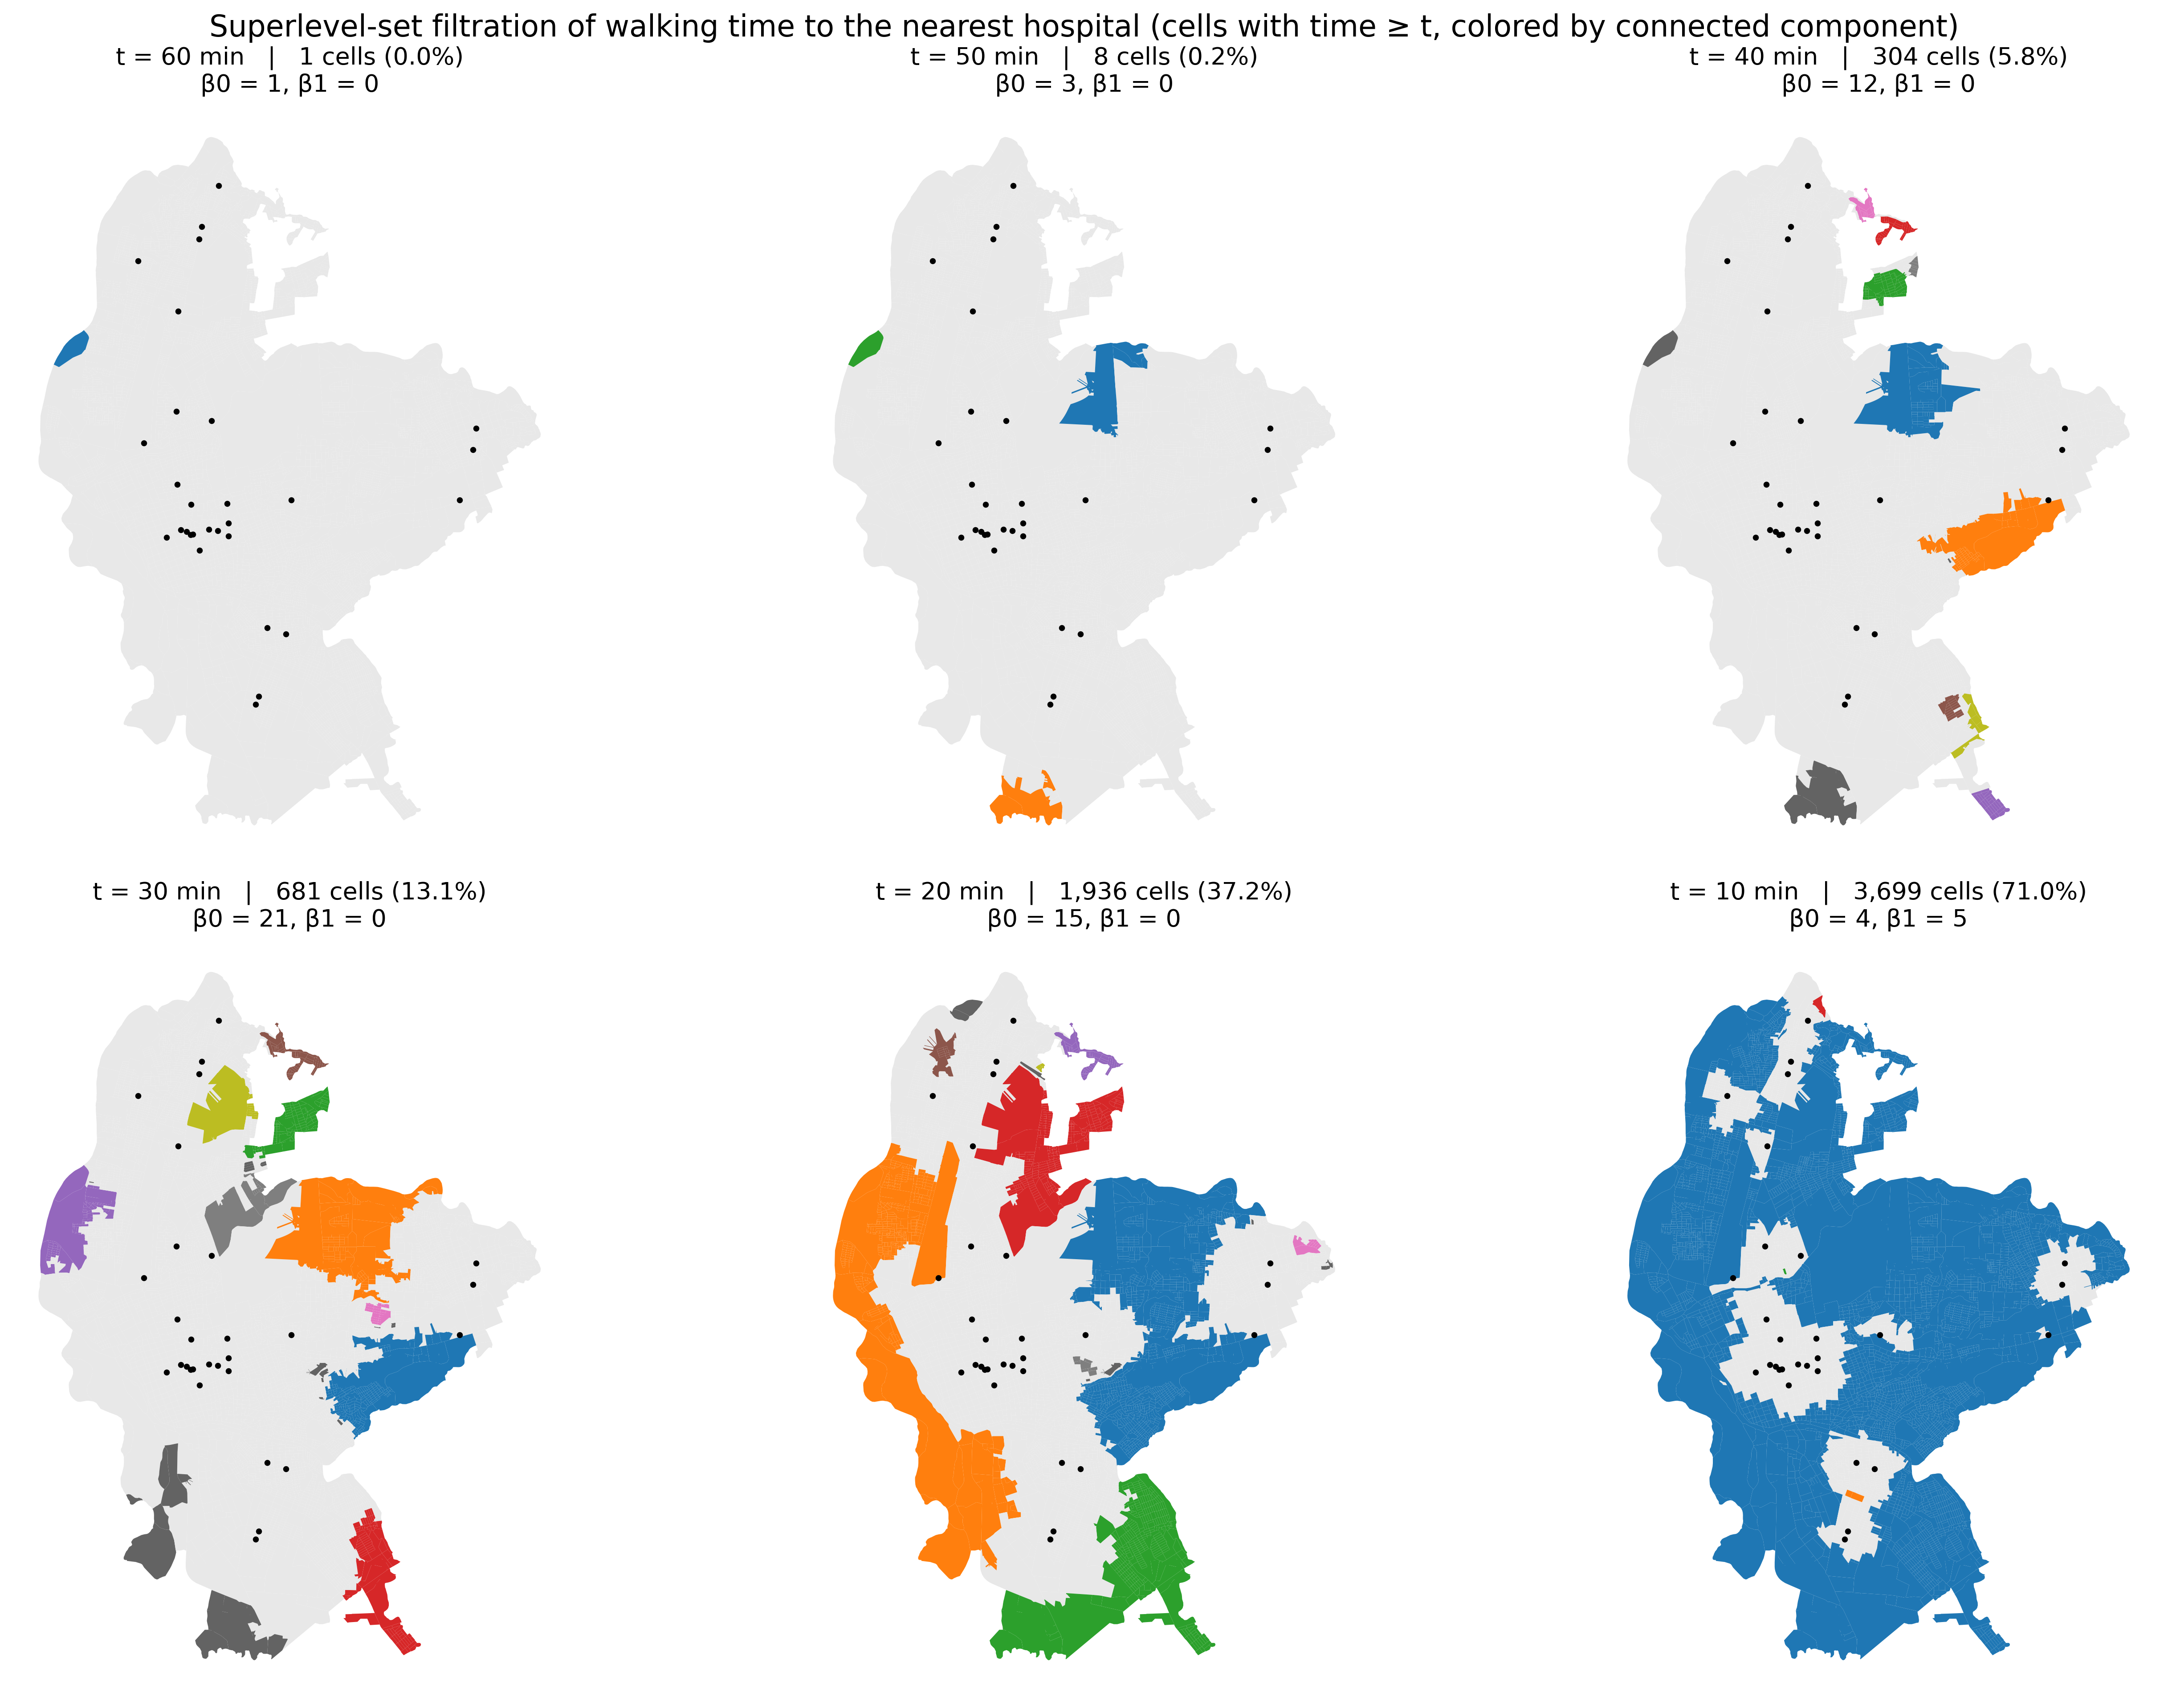 Superlevel-set filtration of walking time to the nearest hospital (cells with time ≥ t, colored by connected component)
t = 60 min | 1 cells (0.0%)
β0 = 1, β1 = 0
t = 50 min | 8 cells (0.2%)
β0 = 3, β1 = 0
t = 40 min | 304 cells (5.8%)
β0 = 12, β1 = 0
t = 30 min | 681 cells (13.1%)
β0 = 21, β1 = 0
t = 20 min | 1,936 cells (37.2%)
β0 = 15, β1 = 0
t = 10 min | 3,699 cells (71.0%)
β0 = 4, β1 = 5